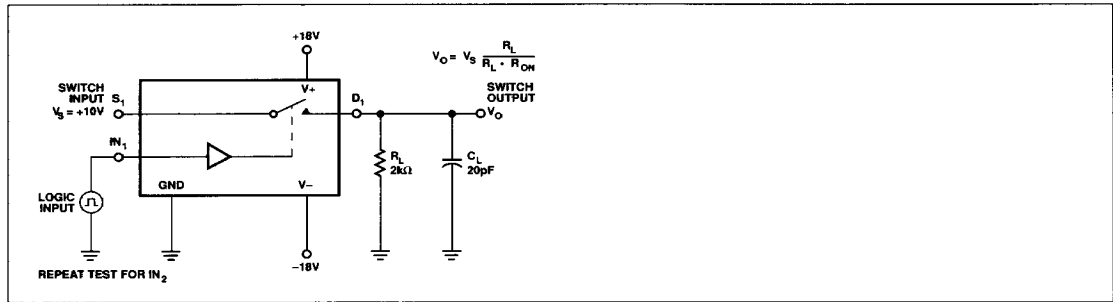 +18V
V_O = V_S R_L / R_L · R_ON
SWITCH INPUT S_1
V_S = +10V
V+
D_1
SWITCH OUTPUT
V_O
IN_1
R_L
2kΩ
C_L
20pF
LOGIC INPUT
GND
V–
–18V
REPEAT TEST FOR IN_2